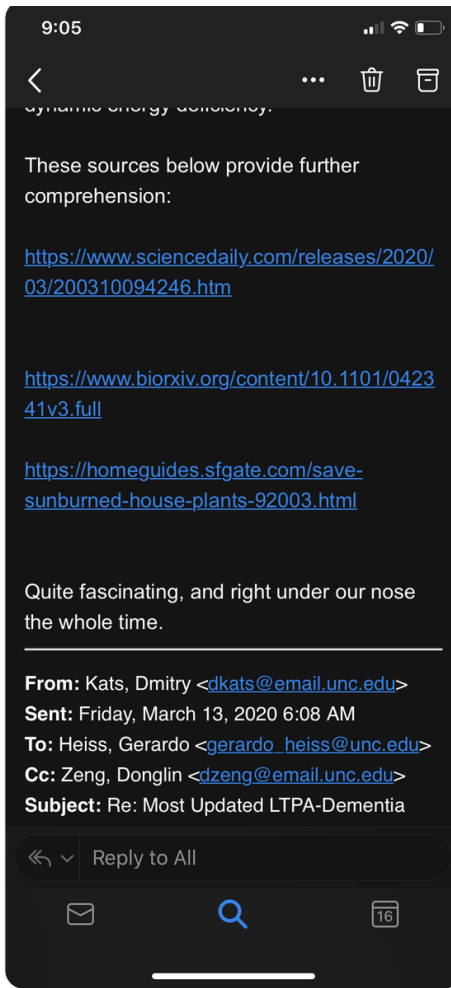 9:05
dynamic energy deficiency.
These sources below provide further
comprehension:
https://www.sciencedaily.com/releases/2020/
03/200310094246.htm
https://www.biorxiv.org/content/10.1101/0423
41v3.full
https://homeguides.sfgate.com/save-
sunburned-house-plants-92003.html
Quite fascinating, and right under our nose
the whole time.
From: Kats, Dmitry <dkats@email.unc.edu>
Sent: Friday, March 13, 2020 6:08 AM
To: Heiss, Gerardo <gerardo_heiss@unc.edu>
Cc: Zeng, Donglin <dzeng@email.unc.edu>
Subject: Re: Most Updated LTPA-Dementia
Reply to All
16